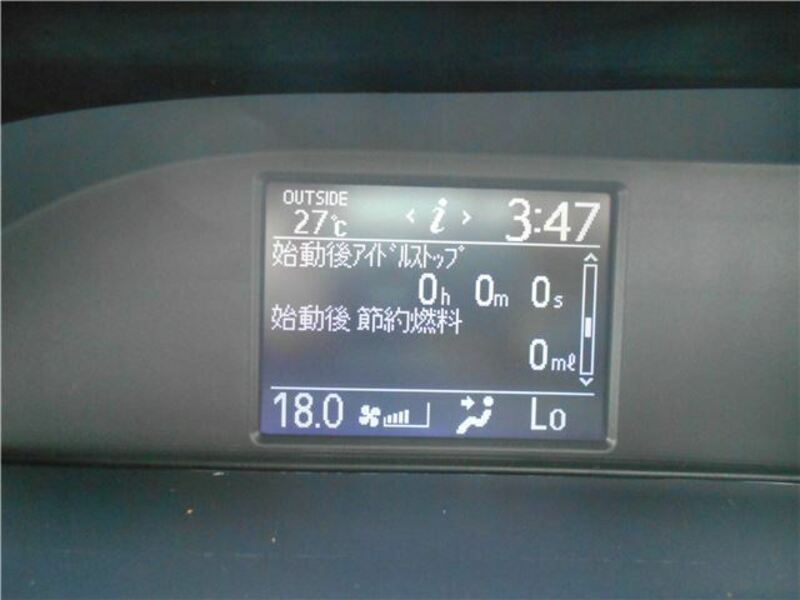 OUTSIDE
27℃ < i > 3:47
始動後ｱｲﾄﾞﾙｽﾄｯﾌﾟ
0h 0m 0s
始動後 節約燃料
0mℓ
18.0 Lo